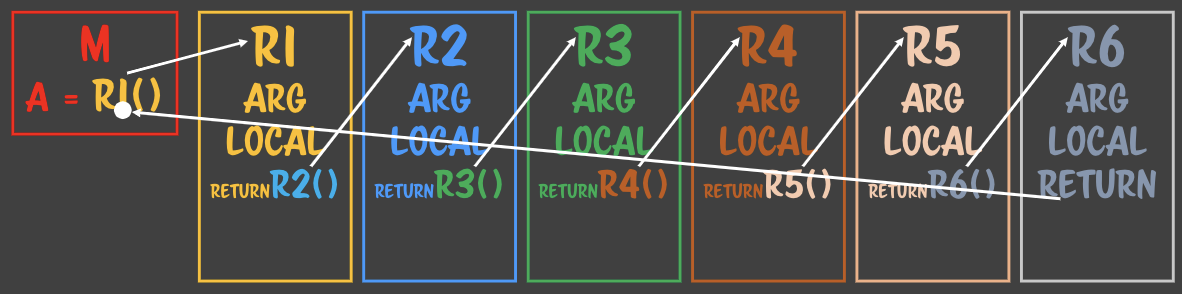 M
A = R1()
R1
ARG
LOCAL
RETURN R2()
R2
ARG
LOCAL
RETURN R3()
R3
ARG
LOCAL
RETURN R4()
R4
ARG
LOCAL
RETURN R5()
R5
ARG
LOCAL
RETURN R6()
R6
ARG
LOCAL
RETURN